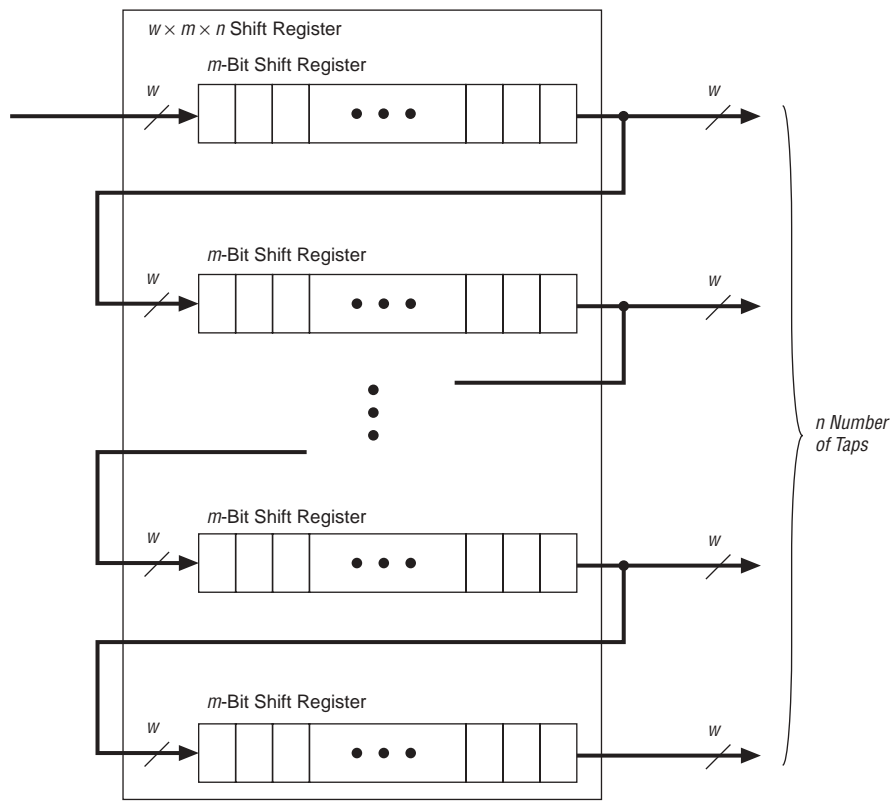 w × m × n Shift Register
m-Bit Shift Register
w
w
m-Bit Shift Register
w
w
n Number
of Taps
m-Bit Shift Register
w
w
m-Bit Shift Register
w
w